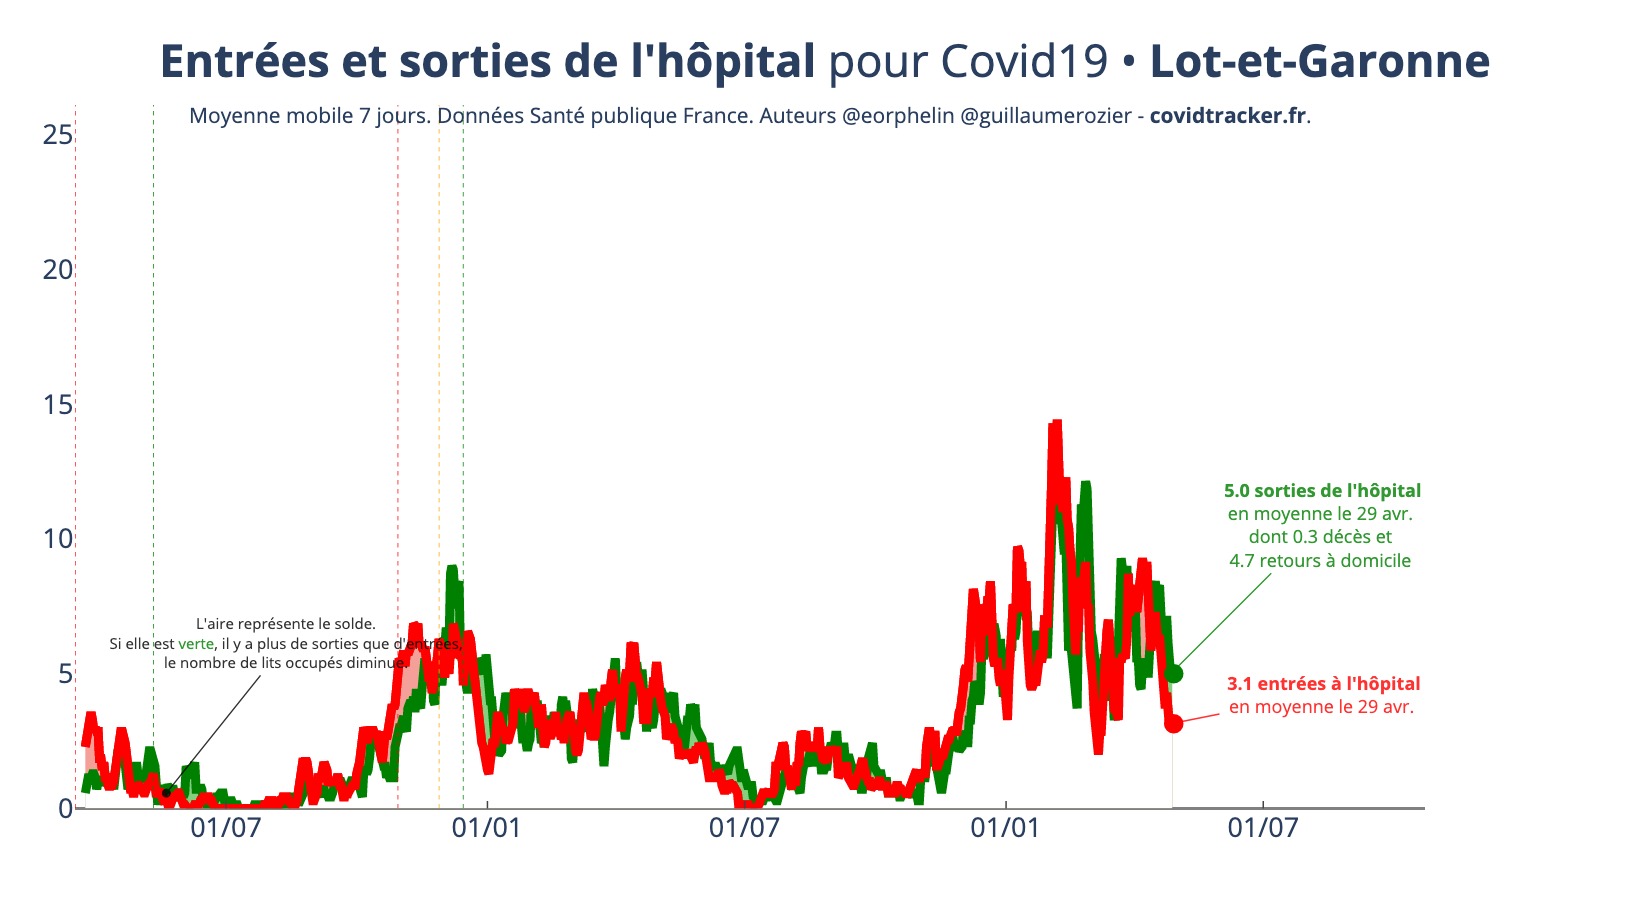 Entrées et sorties de l'hôpital pour Covid19 • Lot-et-Garonne
Moyenne mobile 7 jours. Données Santé publique France. Auteurs @eorphelin @guillaumerozier - covidtracker.fr.
25
20
15
10
5
0
L'aire représente le solde.
Si elle est verte, il y a plus de sorties que d'entrées,
le nombre de lits occupés diminue.
5.0 sorties de l'hôpital
en moyenne le 29 avr.
dont 0.3 décès et
4.7 retours à domicile
3.1 entrées à l'hôpital
en moyenne le 29 avr.
01/07
01/01
01/07
01/01
01/07